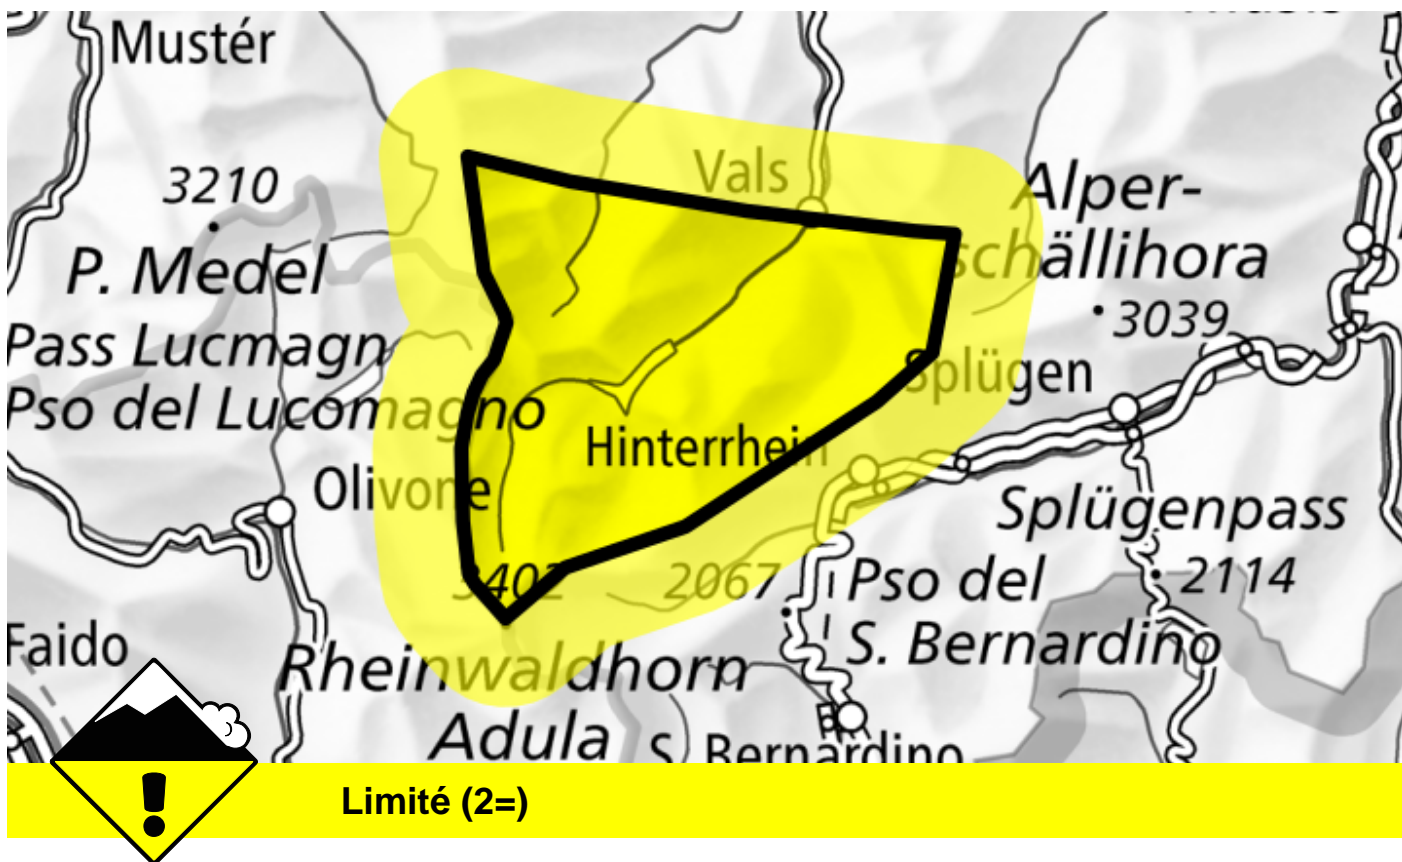 Mustér
3210
P. Medel
Vals
Alper-
schällihora
3039
Pass Lucmagn
Pso del Lucomagno
Splügen
Hinterrhein
Olivone
Splügenpass
3402
2067
Pso del
2114
S. Bernardino
Faido
Rheinwaldhorn
Adula
S. Bernardino
Limité (2=)